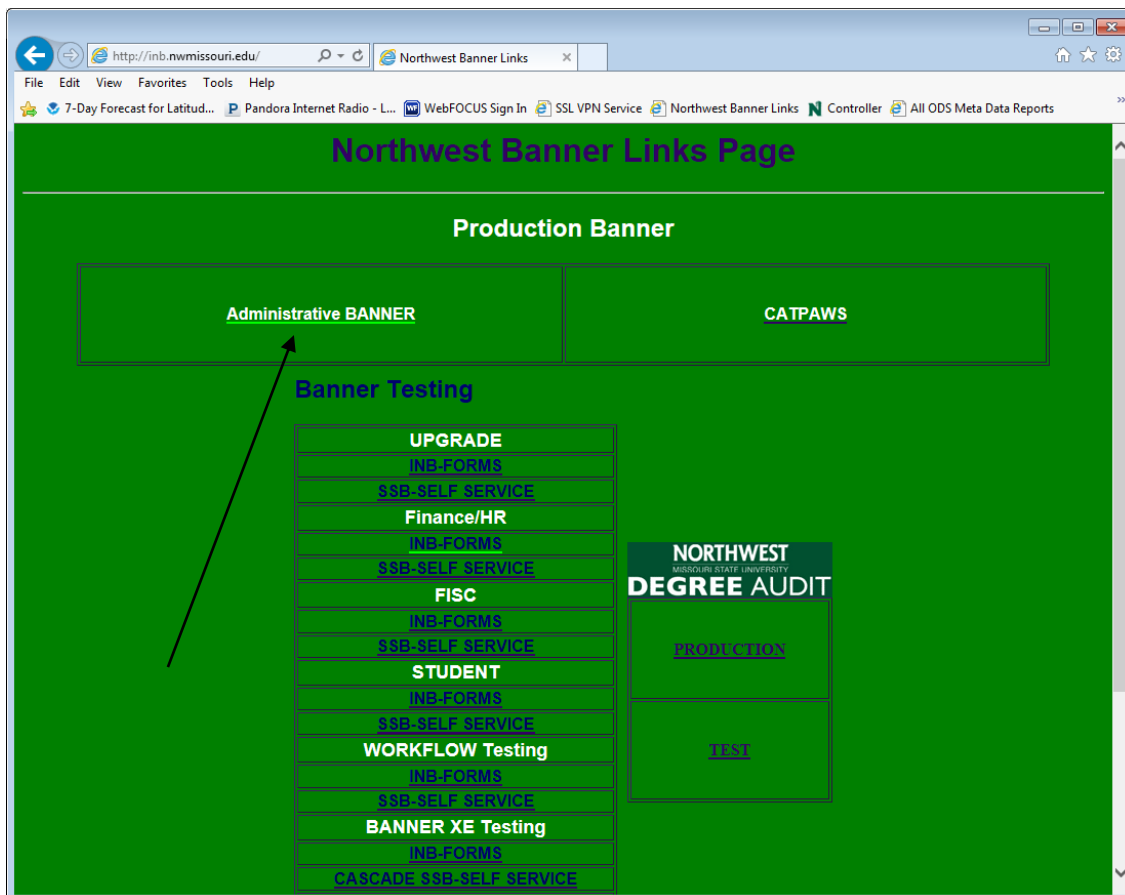 http://inb.nwmissouri.edu/
Northwest Banner Links
File Edit View Favorites Tools Help
7-Day Forecast for Latitud... Pandora Internet Radio - L... WebFOCUS Sign In SSL VPN Service Northwest Banner Links Controller All ODS Meta Data Reports
Northwest Banner Links Page
Production Banner
Administrative BANNER
CATPAWS
Banner Testing
UPGRADE
INB-FORMS
SSB-SELF SERVICE
Finance/HR
INB-FORMS
SSB-SELF SERVICE
FISC
INB-FORMS
SSB-SELF SERVICE
STUDENT
INB-FORMS
SSB-SELF SERVICE
WORKFLOW Testing
INB-FORMS
SSB-SELF SERVICE
BANNER XE Testing
INB-FORMS
CASCADE SSB-SELF SERVICE
NORTHWEST
MISSOURI STATE UNIVERSITY
DEGREE AUDIT
PRODUCTION
TEST